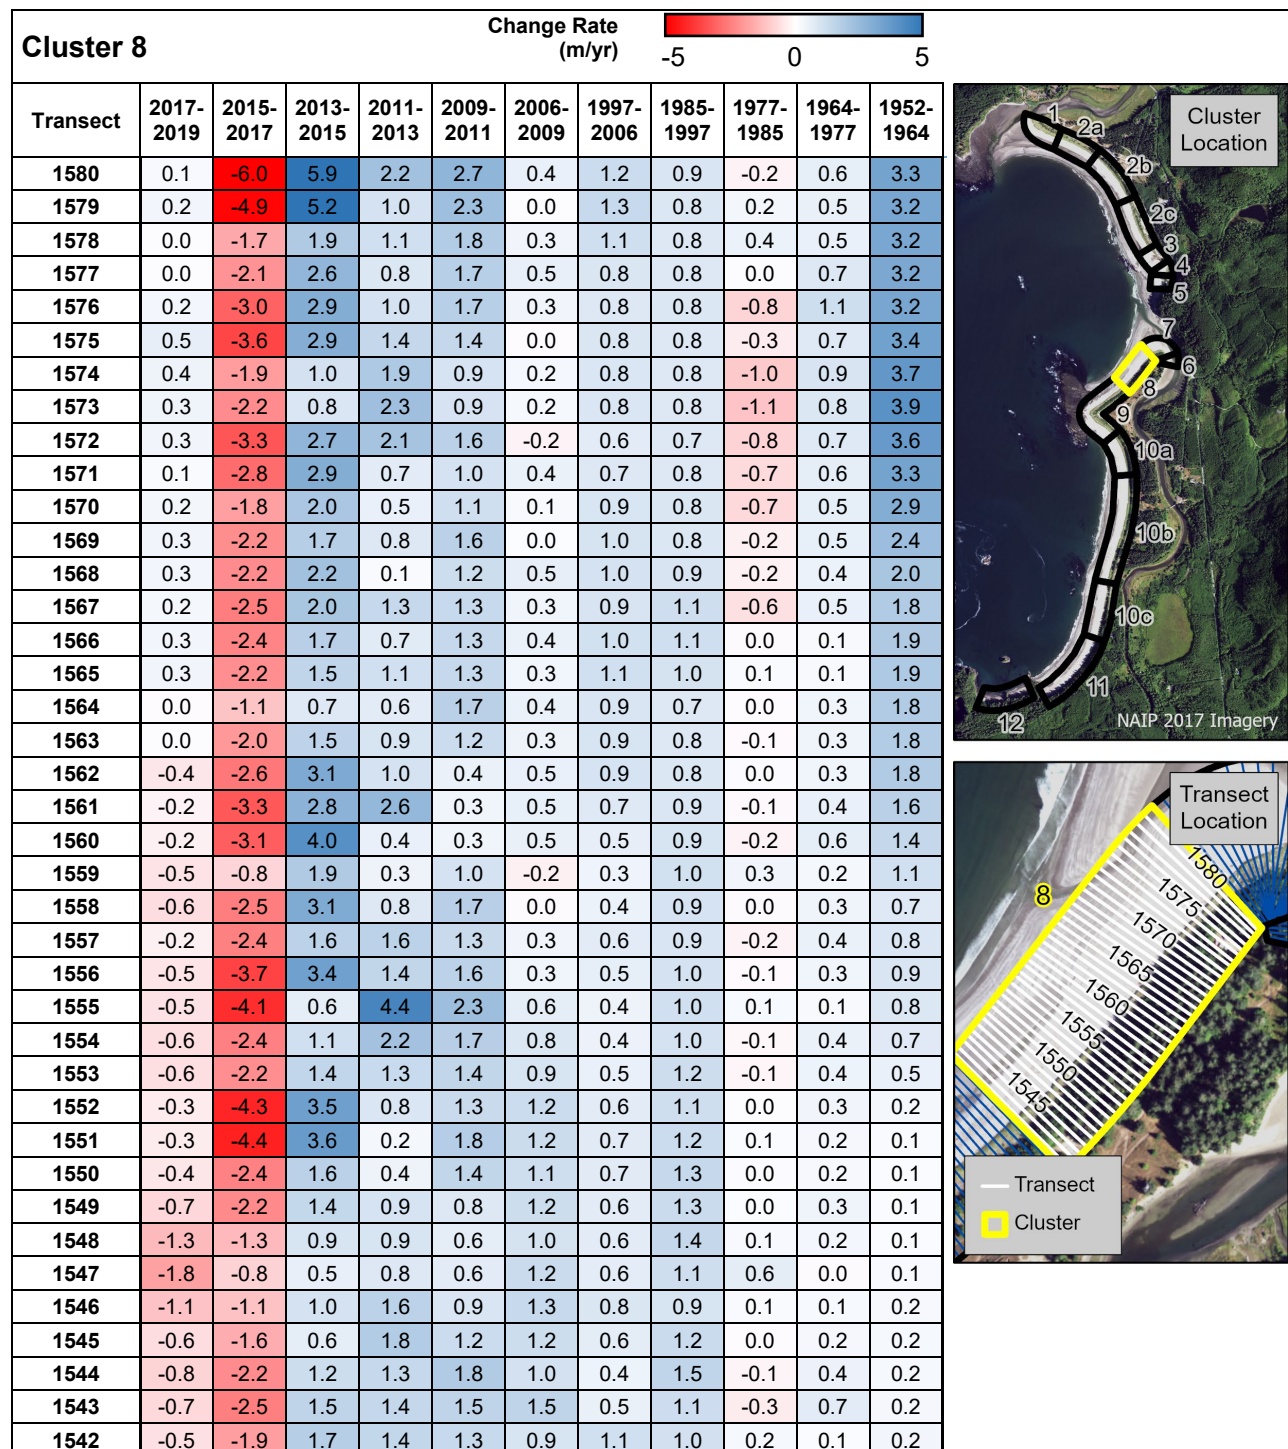 Cluster 8
Change Rate
(m/yr)
-5 0 5
Transect 2017-2019 2015-2017 2013-2015 2011-2013 2009-2011 2006-2009 1997-2006 1985-1997 1977-1985 1964-1977 1952-1964
1580 0.1 -6.0 5.9 2.2 2.7 0.4 1.2 0.9 -0.2 0.6 3.3
1579 0.2 -4.9 5.2 1.0 2.3 0.0 1.3 0.8 0.2 0.5 3.2
1578 0.0 -1.7 1.9 1.1 1.8 0.3 1.1 0.8 0.4 0.5 3.2
1577 0.0 -2.1 2.6 0.8 1.7 0.5 0.8 0.8 0.0 0.7 3.2
1576 0.2 -3.0 2.9 1.0 1.7 0.3 0.8 0.8 -0.8 1.1 3.2
1575 0.5 -3.6 2.9 1.4 1.4 0.0 0.8 0.8 -0.3 0.7 3.4
1574 0.4 -1.9 1.0 1.9 0.9 0.2 0.8 0.8 -1.0 0.9 3.7
1573 0.3 -2.2 0.8 2.3 0.9 0.2 0.8 0.8 -1.1 0.8 3.9
1572 0.3 -3.3 2.7 2.1 1.6 -0.2 0.6 0.7 -0.8 0.7 3.6
1571 0.1 -2.8 2.9 0.7 1.0 0.4 0.7 0.8 -0.7 0.6 3.3
1570 0.2 -1.8 2.0 0.5 1.1 0.1 0.9 0.8 -0.7 0.5 2.9
1569 0.3 -2.2 1.7 0.8 1.6 0.0 1.0 0.8 -0.2 0.5 2.4
1568 0.3 -2.2 2.2 0.1 1.2 0.5 1.0 0.9 -0.2 0.4 2.0
1567 0.2 -2.5 2.0 1.3 1.3 0.3 0.9 1.1 -0.6 0.5 1.8
1566 0.3 -2.4 1.7 0.7 1.3 0.4 1.0 1.1 0.0 0.1 1.9
1565 0.3 -2.2 1.5 1.1 1.3 0.3 1.1 1.0 0.1 0.1 1.9
1564 0.0 -1.1 0.7 0.6 1.7 0.4 0.9 0.7 0.0 0.3 1.8
1563 0.0 -2.0 1.5 0.9 1.2 0.3 0.9 0.8 -0.1 0.3 1.8
1562 -0.4 -2.6 3.1 1.0 0.4 0.5 0.9 0.8 0.0 0.3 1.8
1561 -0.2 -3.3 2.8 2.6 0.3 0.5 0.7 0.9 -0.1 0.4 1.6
1560 -0.2 -3.1 4.0 0.4 0.3 0.5 0.5 0.9 -0.2 0.6 1.4
1559 -0.5 -0.8 1.9 0.3 1.0 -0.2 0.3 1.0 0.3 0.2 1.1
1558 -0.6 -2.5 3.1 0.8 1.7 0.0 0.4 0.9 0.0 0.3 0.7
1557 -0.2 -2.4 1.6 1.6 1.3 0.3 0.6 0.9 -0.2 0.4 0.8
1556 -0.5 -3.7 3.4 1.4 1.6 0.3 0.5 1.0 -0.1 0.3 0.9
1555 -0.5 -4.1 0.6 4.4 2.3 0.6 0.4 1.0 0.1 0.1 0.8
1554 -0.6 -2.4 1.1 2.2 1.7 0.8 0.4 1.0 -0.1 0.4 0.7
1553 -0.6 -2.2 1.4 1.3 1.4 0.9 0.5 1.2 -0.1 0.4 0.5
1552 -0.3 -4.3 3.5 0.8 1.3 1.2 0.6 1.1 0.0 0.3 0.2
1551 -0.3 -4.4 3.6 0.2 1.8 1.2 0.7 1.2 0.1 0.2 0.1
1550 -0.4 -2.4 1.6 0.4 1.4 1.1 0.7 1.3 0.0 0.2 0.1
1549 -0.7 -2.2 1.4 0.9 0.8 1.2 0.6 1.3 0.0 0.3 0.1
1548 -1.3 -1.3 0.9 0.9 0.6 1.0 0.6 1.4 0.1 0.2 0.1
1547 -1.8 -0.8 0.5 0.8 0.6 1.2 0.6 1.1 0.6 0.0 0.1
1546 -1.1 -1.1 1.0 1.6 0.9 1.3 0.8 0.9 0.1 0.1 0.2
1545 -0.6 -1.6 0.6 1.8 1.2 1.2 0.6 1.2 0.0 0.2 0.2
1544 -0.8 -2.2 1.2 1.3 1.8 1.0 0.4 1.5 -0.1 0.4 0.2
1543 -0.7 -2.5 1.5 1.4 1.5 1.5 0.5 1.1 -0.3 0.7 0.2
1542 -0.5 -1.9 1.7 1.4 1.3 0.9 1.1 1.0 0.2 0.1 0.2
Cluster
Location
1
2a
2b
2c
3
4
5
7
6
8
9
10a
10b
10c
11
12
NAIP 2017 Imagery
Transect
Location
8
1580
1575
1570
1565
1560
1555
1550
1545
Transect
Cluster